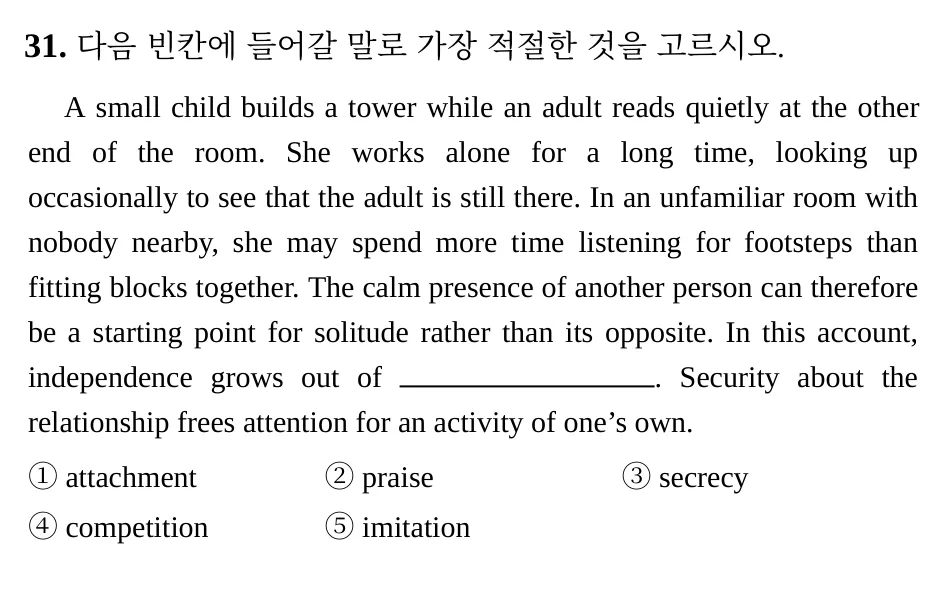 31. 다음 빈칸에 들어갈 말로 가장 적절한 것을 고르시오.
A small child builds a tower while an adult reads quietly at the other
end of the room. She works alone for a long time, looking up
occasionally to see that the adult is still there. In an unfamiliar room with
nobody nearby, she may spend more time listening for footsteps than
fitting blocks together. The calm presence of another person can therefore
be a starting point for solitude rather than its opposite. In this account,
independence grows out of ________________. Security about the
relationship frees attention for an activity of one’s own.
① attachment ② praise ③ secrecy
④ competition ⑤ imitation